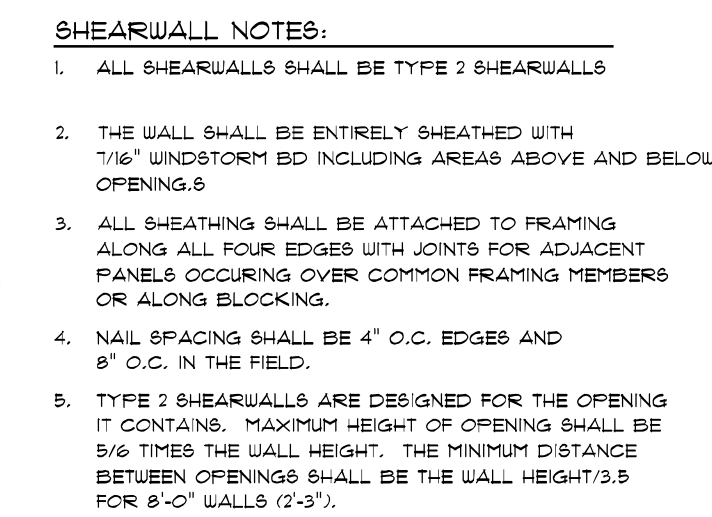 SHEARWALL NOTES:
1. ALL SHEARWALLS SHALL BE TYPE 2 SHEARWALLS
2. THE WALL SHALL BE ENTIRELY SHEATHED WITH
7/16" WINDSTORM BD INCLUDING AREAS ABOVE AND BELOW
OPENING.S
3. ALL SHEATHING SHALL BE ATTACHED TO FRAMING
ALONG ALL FOUR EDGES WITH JOINTS FOR ADJACENT
PANELS OCCURING OVER COMMON FRAMING MEMBERS
OR ALONG BLOCKING.
4. NAIL SPACING SHALL BE 4" O.C. EDGES AND
8" O.C. IN THE FIELD.
5. TYPE 2 SHEARWALLS ARE DESIGNED FOR THE OPENING
IT CONTAINS. MAXIMUM HEIGHT OF OPENING SHALL BE
5/6 TIMES THE WALL HEIGHT. THE MINIMUM DISTANCE
BETWEEN OPENINGS SHALL BE THE WALL HEIGHT/3.5
FOR 8'-0" WALLS (2'-3").